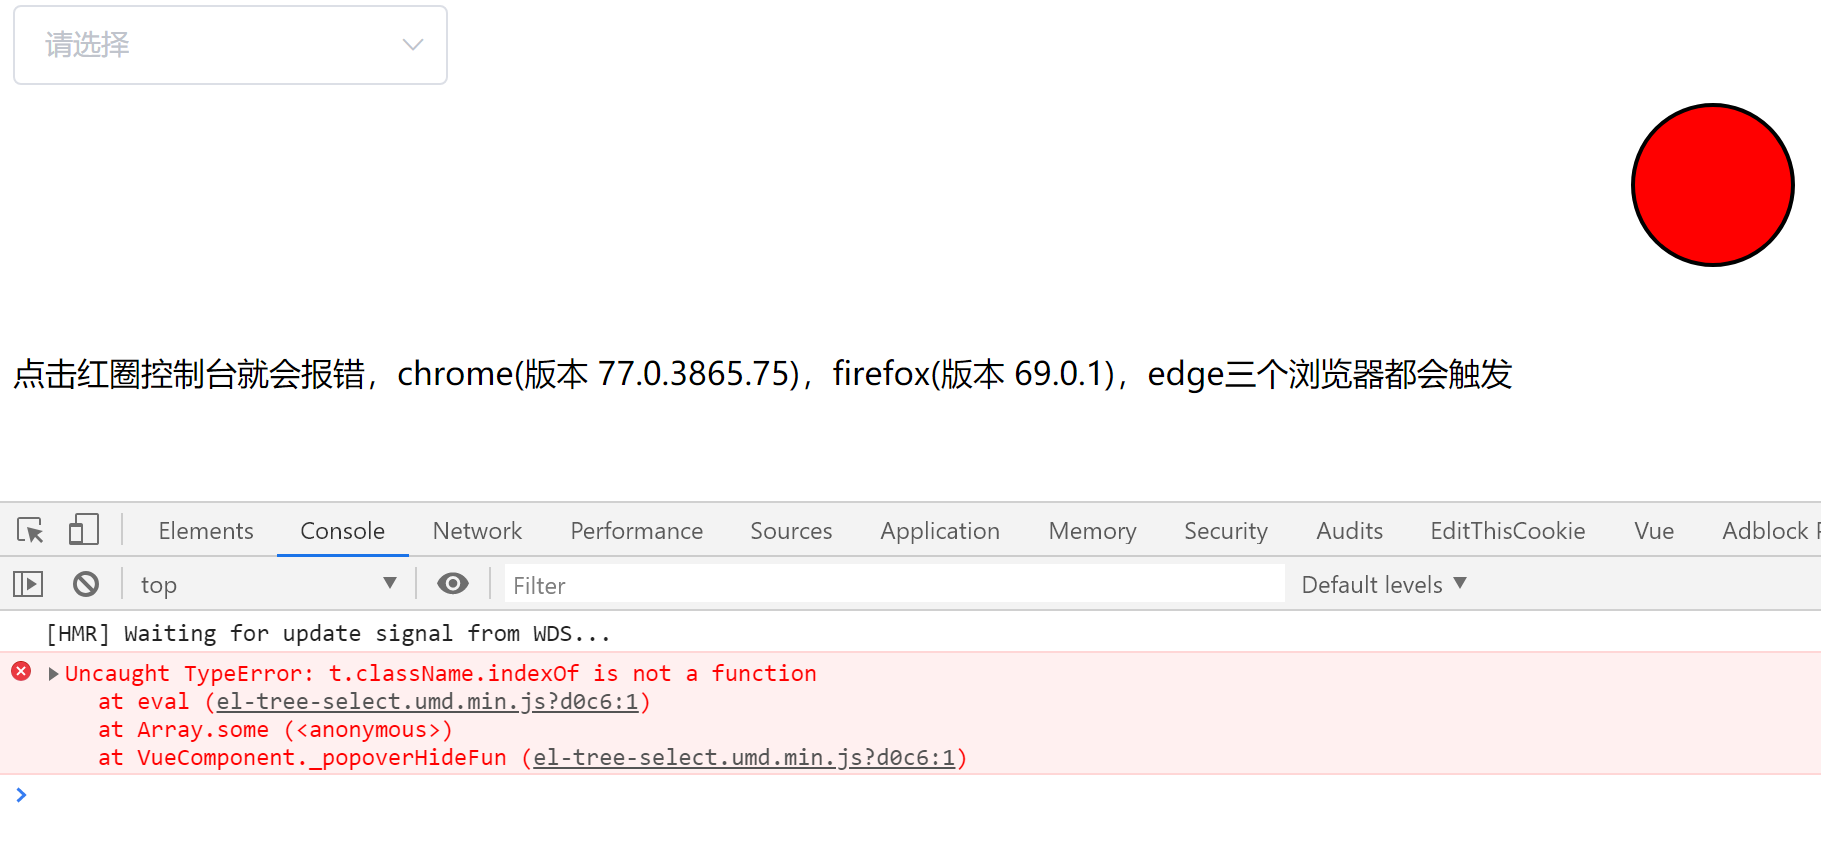 请选择
点击红圈控制台就会报错，chrome(版本 77.0.3865.75)，firefox(版本 69.0.1)，edge三个浏览器都会触发
Elements Console Network Performance Sources Application Memory Security Audits EditThisCookie Vue Adblock
top Filter Default levels
[HMR] Waiting for update signal from WDS...
Uncaught TypeError: t.className.indexOf is not a function
at eval (el-tree-select.umd.min.js?d0c6:1)
at Array.some (<anonymous>)
at VueComponent._popoverHideFun (el-tree-select.umd.min.js?d0c6:1)